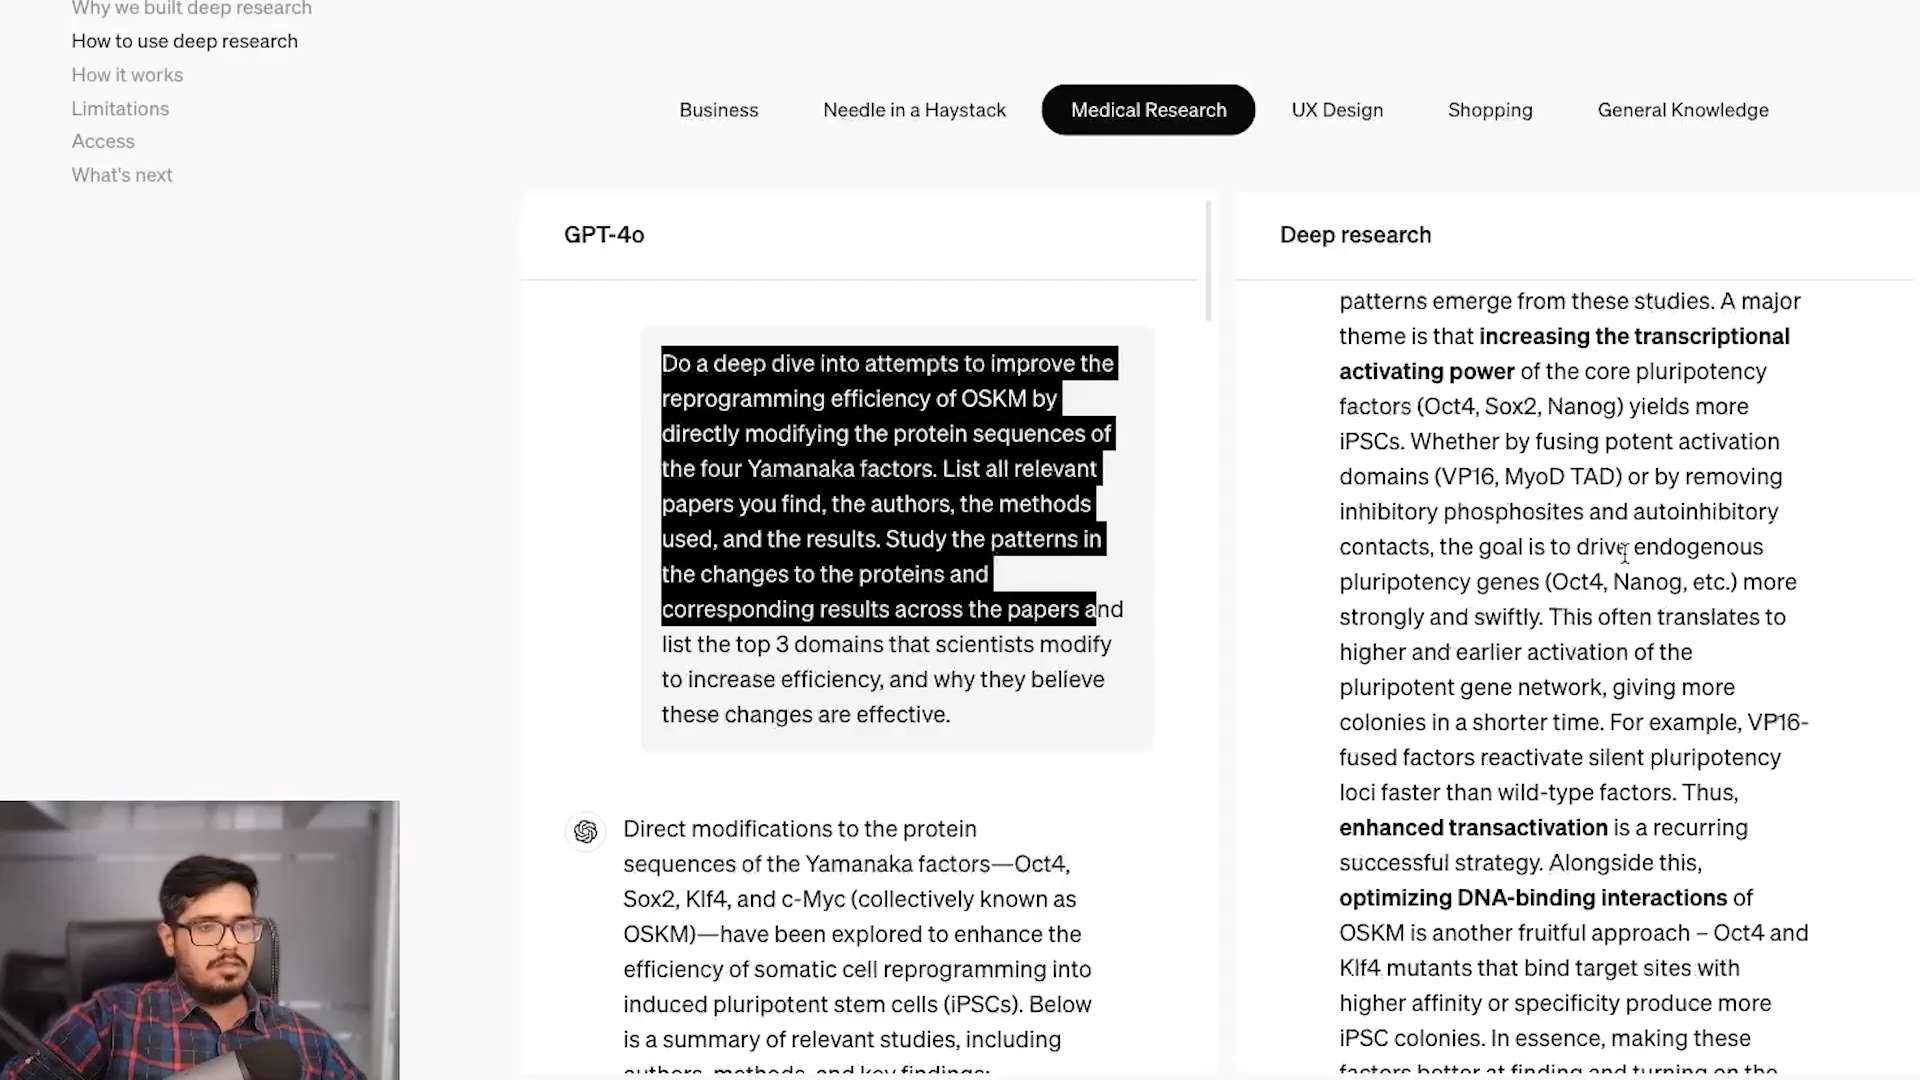 Why we built deep research
How to use deep research
How it works
Limitations
Access
What's next
Business
Needle in a Haystack
Medical Research
UX Design
Shopping
General Knowledge
GPT-4o
Do a deep dive into attempts to improve the
reprogramming efficiency of OSKM by
directly modifying the protein sequences of
the four Yamanaka factors. List all relevant
papers you find, the authors, the methods
used, and the results. Study the patterns in
the changes to the proteins and
corresponding results across the papers and
list the top 3 domains that scientists modify
to increase efficiency, and why they believe
these changes are effective.
Direct modifications to the protein
sequences of the Yamanaka factors—Oct4,
Sox2, Klf4, and c-Myc (collectively known as
OSKM)—have been explored to enhance the
efficiency of somatic cell reprogramming into
induced pluripotent stem cells (iPSCs). Below
is a summary of relevant studies, including
authors, methods, and key findings:
Deep research
patterns emerge from these studies. A major
theme is that increasing the transcriptional
activating power of the core pluripotency
factors (Oct4, Sox2, Nanog) yields more
iPSCs. Whether by fusing potent activation
domains (VP16, MyoD TAD) or by removing
inhibitory phosphosites and autoinhibitory
contacts, the goal is to drive endogenous
pluripotency genes (Oct4, Nanog, etc.) more
strongly and swiftly. This often translates to
higher and earlier activation of the
pluripotent gene network, giving more
colonies in a shorter time. For example, VP16-
fused factors reactivate silent pluripotency
loci faster than wild-type factors. Thus,
enhanced transactivation is a recurring
successful strategy. Alongside this,
optimizing DNA-binding interactions of
OSKM is another fruitful approach – Oct4 and
Klf4 mutants that bind target sites with
higher affinity or specificity produce more
iPSC colonies. In essence, making these
factors better at finding and turning on the